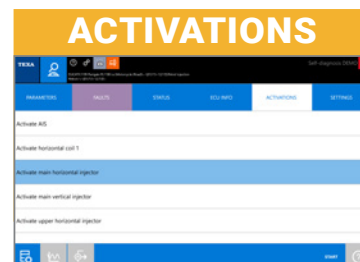 ACTIVATIONS
TEXA
Self-diagnosis DEMO
PARAMETERS
FAULTS
STATUS
ECU INFO
ACTIVATIONS
SETTINGS
Activate AIS
Activate horizontal coil 1
Activate main horizontal injector
Activate main vertical injector
Activate upper horizontal injector
START